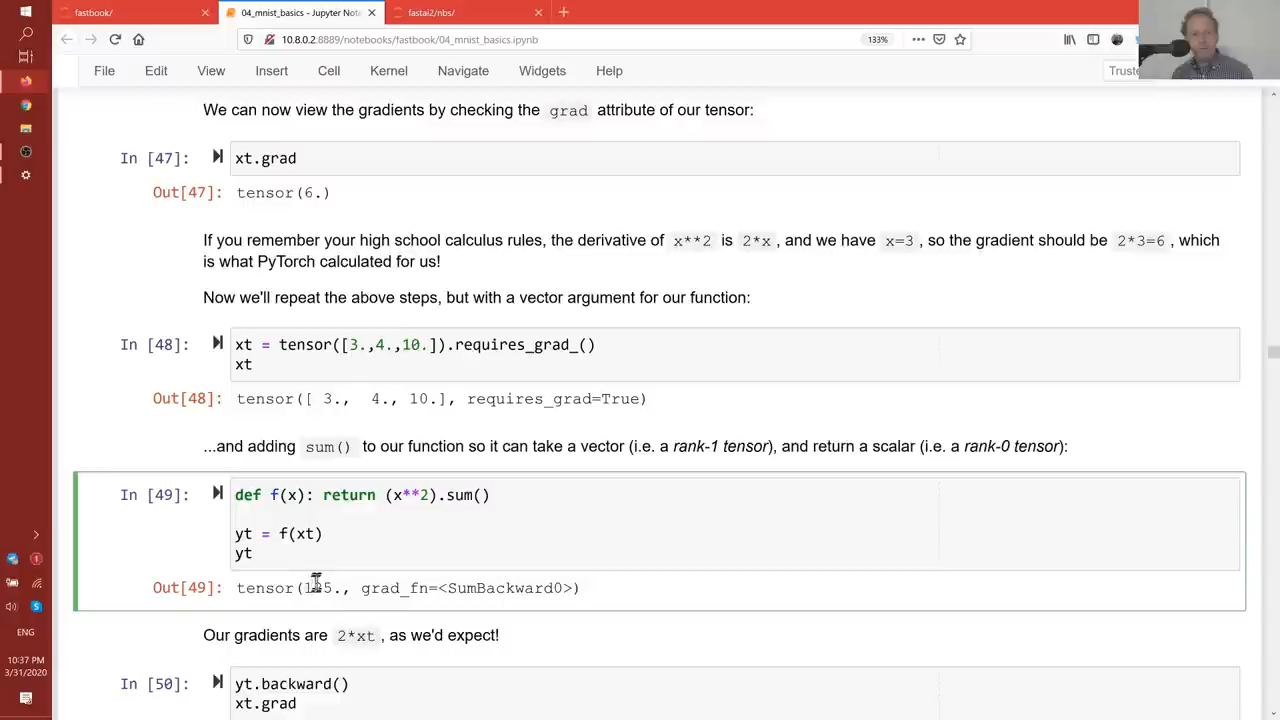 fastbook/
04_mnist_basics - Jupyter Not
fastai2/nbs/
10.8.0.2:8889/notebooks/fastbook/04_mnist_basics.ipynb
133%
File Edit View Insert Cell Kernel Navigate Widgets Help
We can now view the gradients by checking the grad attribute of our tensor:
In [47]: xt.grad
Out[47]: tensor(6.)
If you remember your high school calculus rules, the derivative of x**2 is 2*x , and we have x=3 , so the gradient should be 2*3=6 , which
is what PyTorch calculated for us!
Now we'll repeat the above steps, but with a vector argument for our function:
In [48]: xt = tensor([3.,4.,10.]).requires_grad_()
xt
Out[48]: tensor([ 3., 4., 10.], requires_grad=True)
...and adding sum() to our function so it can take a vector (i.e. a rank-1 tensor), and return a scalar (i.e. a rank-0 tensor):
In [49]: def f(x): return (x**2).sum()
yt = f(xt)
yt
Out[49]: grad_fn=<SumBackward0>)
Our gradients are 2*xt , as we'd expect!
In [50]: yt.backward()
xt.grad
ENG
10:37 PM
3/31/2020